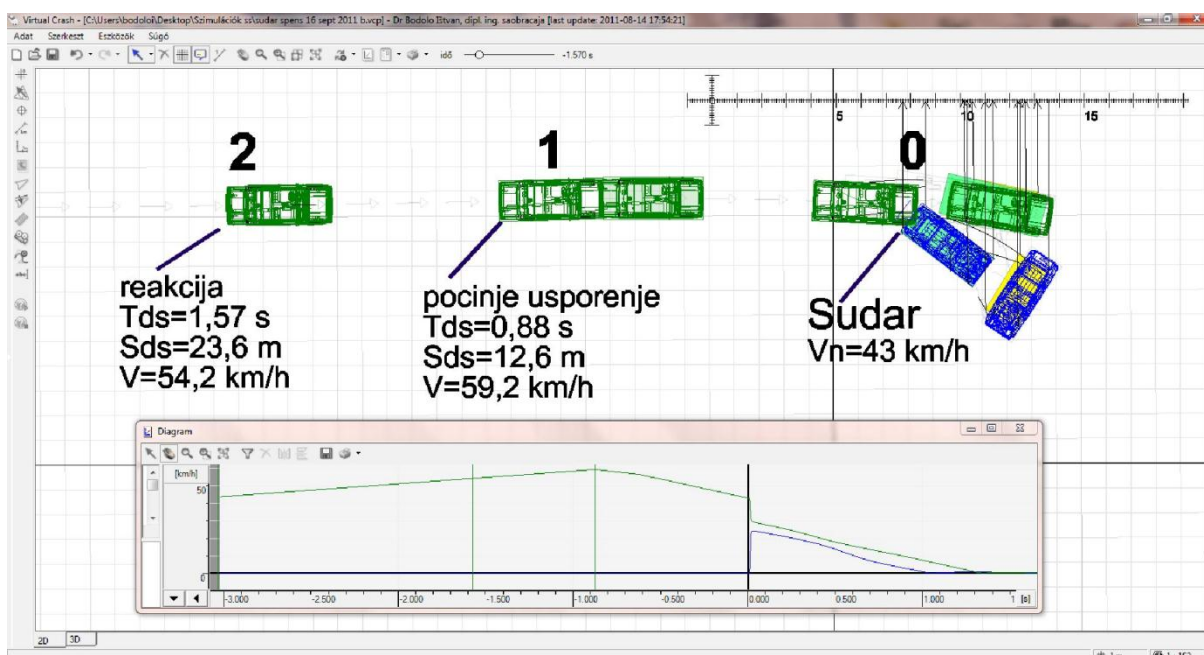 Virtual Crash - [C:\Users\bodoloi\Desktop\Szimulációk ss\sudar spens 16 sept 2011 b.vcp] - Dr Bodolo Istvan, dipl. ing. saobracaja [last update: 2011-08-14 17:54:21]
Adat Szerkeszt Eszközök Súgó
idő -1.570 s
5 10 15
2 1 0
reakcija
Tds=1,57 s
Sds=23,6 m
V=54,2 km/h
pocinje usporenje
Tds=0,88 s
Sds=12,6 m
V=59,2 km/h
Sudar
Vn=43 km/h
Diagram
[km/h]
50
0
-3.000 -2.500 -2.000 -1.500 -1.000 -0.500 0.000 0.500 1.000 1 [s]
2D 3D